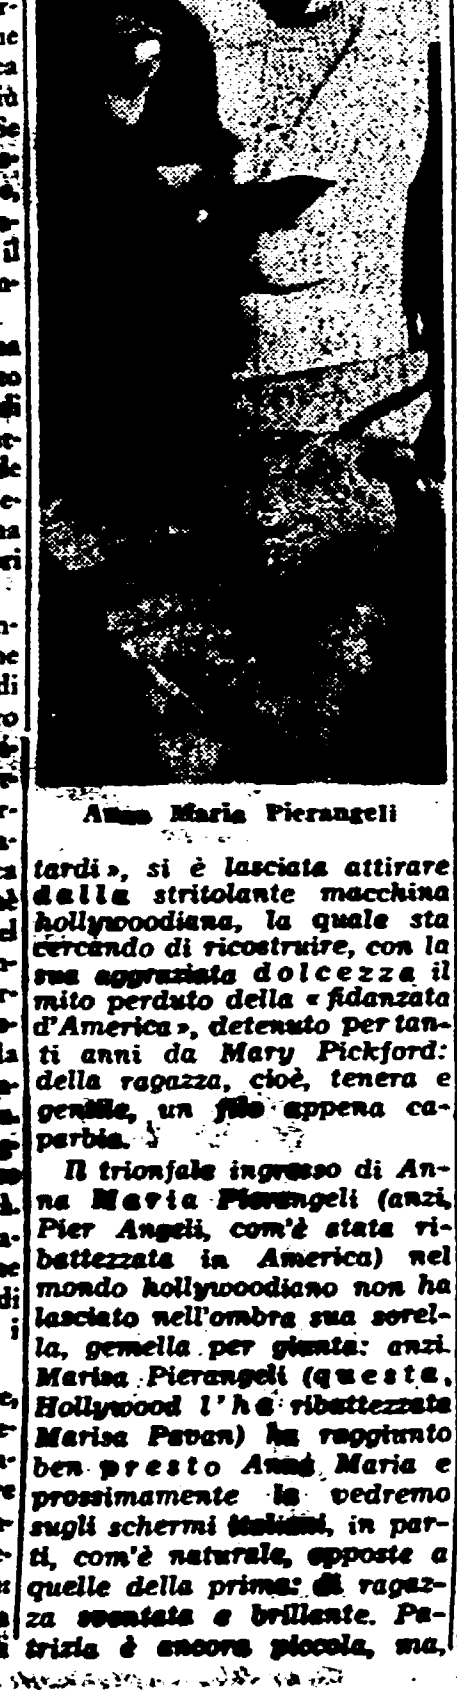 Anna Maria Pierangeli
tardi», si è lasciata attirare
dalla stritolante macchina
hollywoodiana, la quale sta
cercando di ricostruire, con la
sua aggraziata dolcezza il
mito perduto della « fidanzata
d'America », detenuto per tan-
ti anni da Mary Pickford:
della ragazza, cioè, tenera e
gentile, un filo appena ca-
parbia.
Il trionfale ingresso di An-
na Maria Pierangeli (anzi,
Pier Angeli, com'è stata ri-
battezzata in America) nel
mondo hollywoodiano non ha
lasciato nell'ombra sua sorel-
la, gemella per giunta: anzi.
Marisa Pierangeli (questa,
Hollywood l'ha ribattezzata
Marisa Pavan) ha raggiunto
ben presto Anna Maria e
prossimamente la vedremo
sugli schermi italiani, in par-
ti, com'è naturale, opposte a
quelle della prima: di ragaz-
za sventata e brillante. Pa-
trizia è ancora piccola, ma,